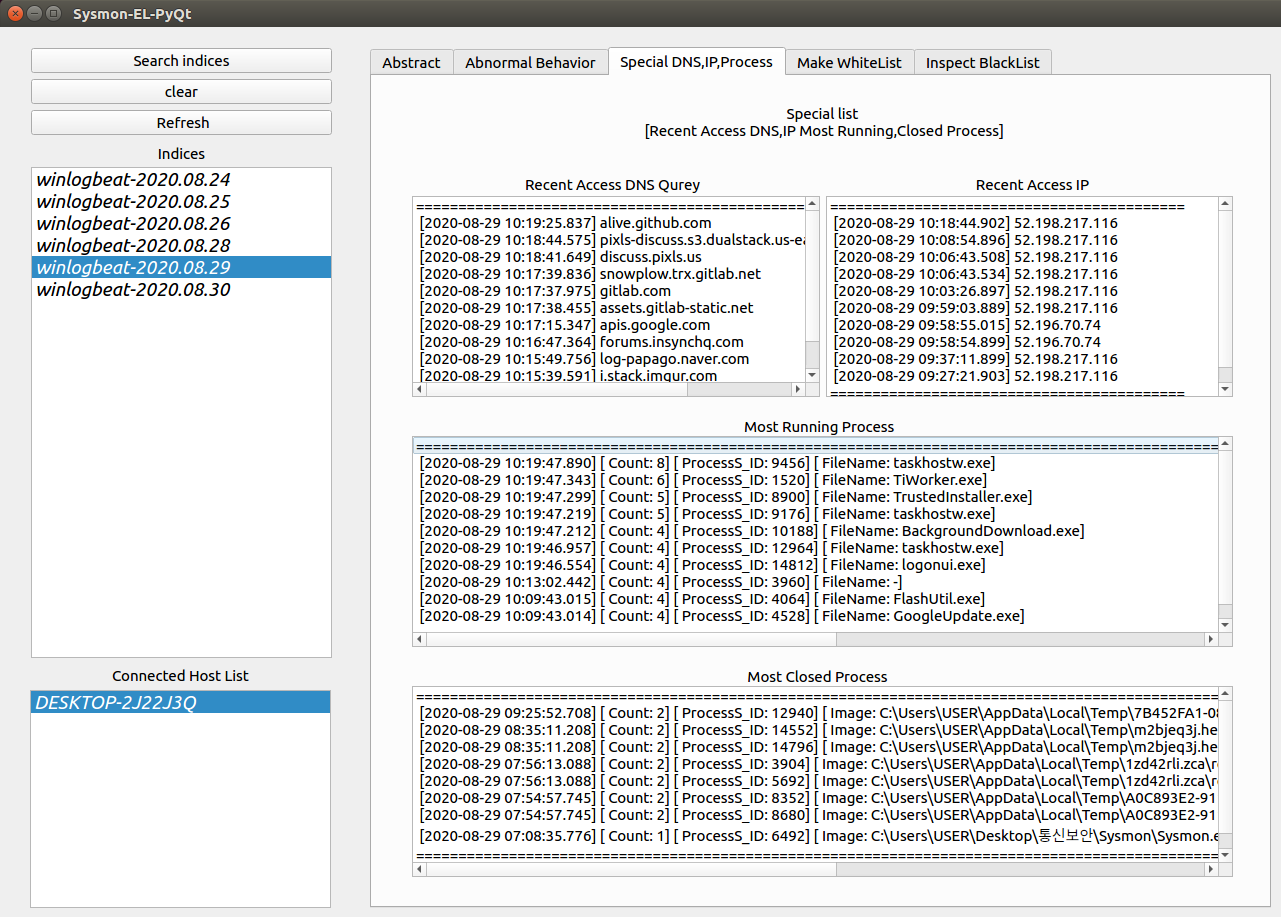 Sysmon-EL-PyQt
Search indices
clear
Refresh
Indices
winlogbeat-2020.08.24
winlogbeat-2020.08.25
winlogbeat-2020.08.26
winlogbeat-2020.08.28
winlogbeat-2020.08.29
winlogbeat-2020.08.30
Connected Host List
DESKTOP-2J22J3Q
Abstract
Abnormal Behavior
Special DNS,IP,Process
Make WhiteList
Inspect BlackList
Special list
[Recent Access DNS,IP Most Running,Closed Process]
Recent Access DNS Qurey
[2020-08-29 10:19:25.837] alive.github.com
[2020-08-29 10:18:44.575] pixls-discuss.s3.dualstack.us-ea
[2020-08-29 10:18:41.649] discuss.pixls.us
[2020-08-29 10:17:39.836] snowplow.trx.gitlab.net
[2020-08-29 10:17:37.975] gitlab.com
[2020-08-29 10:17:38.455] assets.gitlab-static.net
[2020-08-29 10:17:15.347] apis.google.com
[2020-08-29 10:16:47.364] forums.insynchq.com
[2020-08-29 10:15:49.756] log-papago.naver.com
[2020-08-29 10:15:39.591] i.stack.imgur.com
Recent Access IP
=========================================
[2020-08-29 10:18:44.902] 52.198.217.116
[2020-08-29 10:08:54.896] 52.198.217.116
[2020-08-29 10:06:43.508] 52.198.217.116
[2020-08-29 10:06:43.534] 52.198.217.116
[2020-08-29 10:03:26.897] 52.198.217.116
[2020-08-29 09:59:03.889] 52.198.217.116
[2020-08-29 09:58:55.015] 52.196.70.74
[2020-08-29 09:58:54.899] 52.196.70.74
[2020-08-29 09:37:11.899] 52.198.217.116
[2020-08-29 09:27:21.903] 52.198.217.116
=========================================
Most Running Process
[2020-08-29 10:19:47.890] [ Count: 8] [ ProcessS_ID: 9456] [ FileName: taskhostw.exe]
[2020-08-29 10:19:47.343] [ Count: 6] [ ProcessS_ID: 1520] [ FileName: TiWorker.exe]
[2020-08-29 10:19:47.299] [ Count: 5] [ ProcessS_ID: 8900] [ FileName: TrustedInstaller.exe]
[2020-08-29 10:19:47.219] [ Count: 5] [ ProcessS_ID: 9176] [ FileName: taskhostw.exe]
[2020-08-29 10:19:47.212] [ Count: 4] [ ProcessS_ID: 10188] [ FileName: BackgroundDownload.exe]
[2020-08-29 10:19:46.957] [ Count: 4] [ ProcessS_ID: 12964] [ FileName: taskhostw.exe]
[2020-08-29 10:19:46.554] [ Count: 4] [ ProcessS_ID: 14812] [ FileName: logonui.exe]
[2020-08-29 10:13:02.442] [ Count: 4] [ ProcessS_ID: 3960] [ FileName: -]
[2020-08-29 10:09:43.015] [ Count: 4] [ ProcessS_ID: 4064] [ FileName: FlashUtil.exe]
[2020-08-29 10:09:43.014] [ Count: 4] [ ProcessS_ID: 4528] [ FileName: GoogleUpdate.exe]
Most Closed Process
[2020-08-29 09:25:52.708] [ Count: 2] [ ProcessS_ID: 12940] [ Image: C:\Users\USER\AppData\Local\Temp\7B452FA1-08
[2020-08-29 08:35:11.208] [ Count: 2] [ ProcessS_ID: 14552] [ Image: C:\Users\USER\AppData\Local\Temp\m2bjeq3j.he
[2020-08-29 08:35:11.208] [ Count: 2] [ ProcessS_ID: 14796] [ Image: C:\Users\USER\AppData\Local\Temp\m2bjeq3j.he
[2020-08-29 07:56:13.088] [ Count: 2] [ ProcessS_ID: 3904] [ Image: C:\Users\USER\AppData\Local\Temp\1zd42rli.zca\r
[2020-08-29 07:56:13.088] [ Count: 2] [ ProcessS_ID: 5692] [ Image: C:\Users\USER\AppData\Local\Temp\1zd42rli.zca\r
[2020-08-29 07:54:57.745] [ Count: 2] [ ProcessS_ID: 8352] [ Image: C:\Users\USER\AppData\Local\Temp\A0C893E2-91
[2020-08-29 07:54:57.745] [ Count: 2] [ ProcessS_ID: 8680] [ Image: C:\Users\USER\AppData\Local\Temp\A0C893E2-91
[2020-08-29 07:08:35.776] [ Count: 1] [ ProcessS_ID: 6492] [ Image: C:\Users\USER\Desktop\통신보안\Sysmon\Sysmon.e